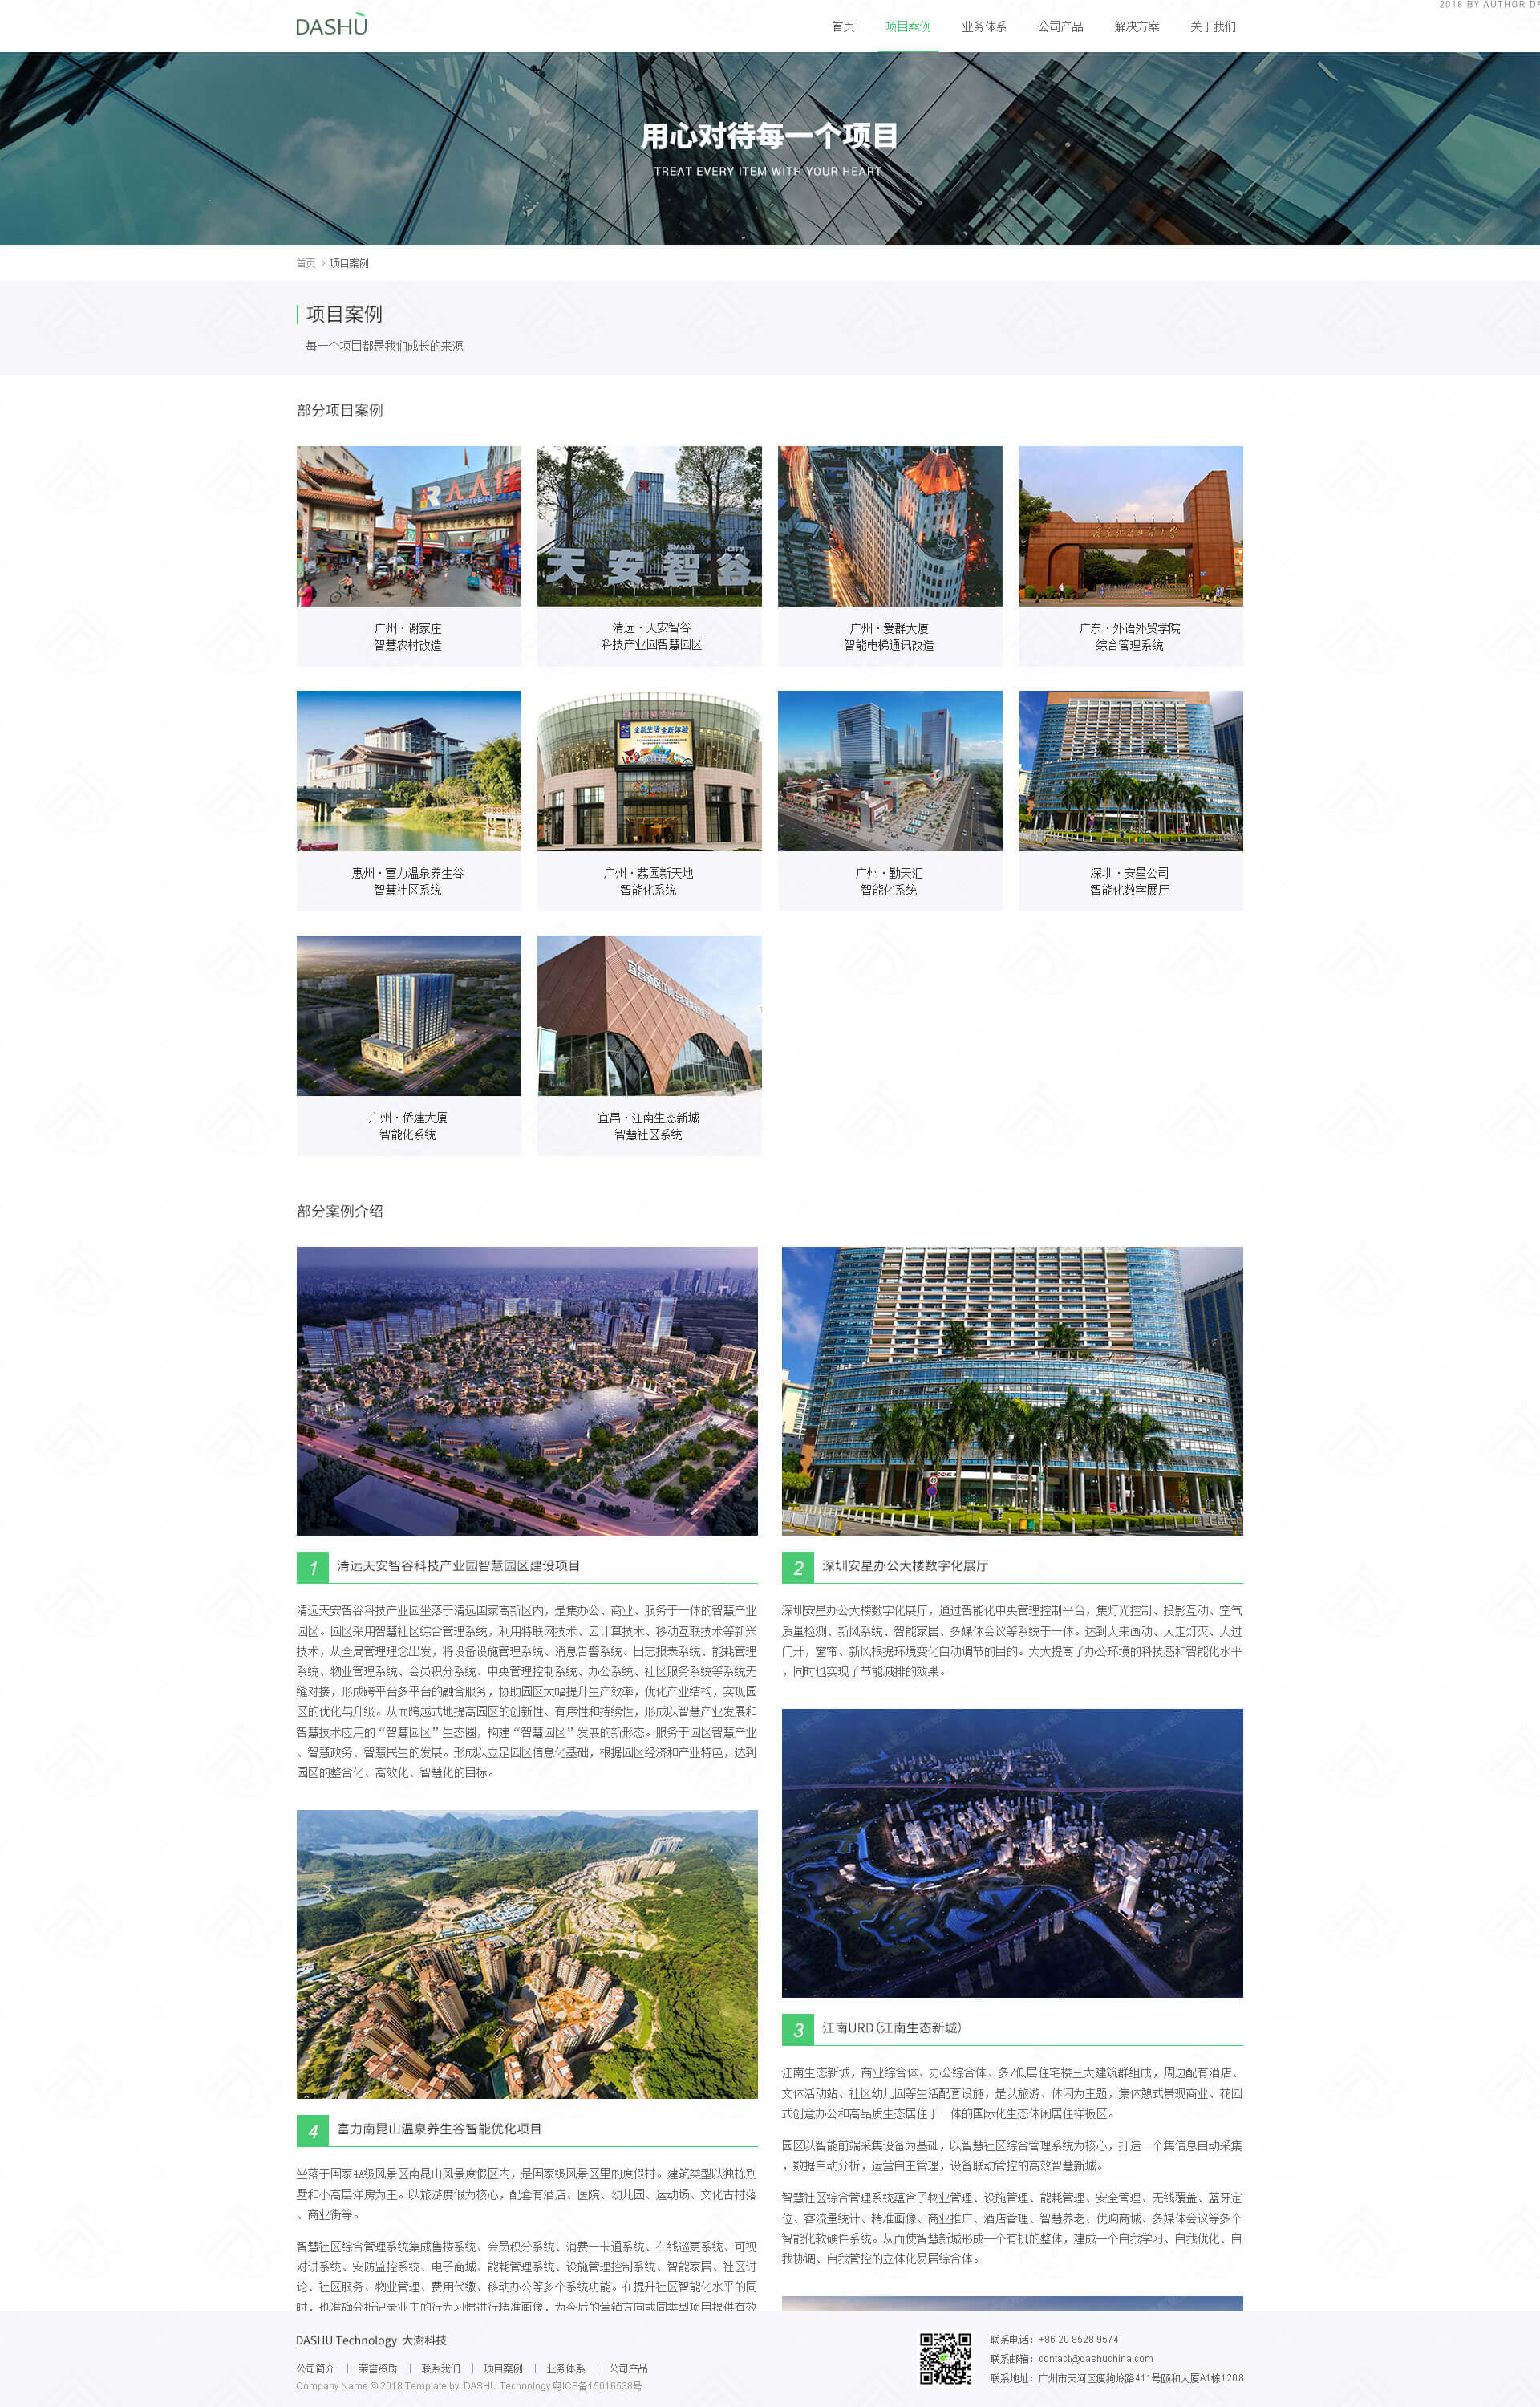 2018 BY AUTHOR D
DASHÙ
首页
项目案例
业务体系
公司产品
解决方案
关于我们
用心对待每一个项目
TREAT EVERY ITEM WITH YOUR HEART
首页 > 项目案例
项目案例
每一个项目都是我们成长的来源
部分项目案例
人人佳
天安智谷
SMART
CITY
广州·谢家庄
智慧农村改造
清远·天安智谷
科技产业园智慧园区
广州·爱群大厦
智能电梯通讯改造
广东·外语外贸学院
综合管理系统
全新生活 全新体验
惠州·富力温泉养生谷
智慧社区系统
广州·荔园新天地
智能化系统
广州·勤天汇
智能化系统
深圳·安星公司
智能化数字展厅
广州·侨建大厦
智能化系统
宜昌·江南生态新城
智慧社区系统
部分案例介绍
1 清远天安智谷科技产业园智慧园区建设项目
清远天安智谷科技产业园坐落于清远国家高新区内，是集办公、商业、服务于一体的智慧产业
园区。园区采用智慧社区综合管理系统，利用特联网技术、云计算技术、移动互联技术等新兴
技术，从全局管理理念出发，将设备设施管理系统、消息告警系统、日志报表系统、能耗管理
系统、物业管理系统、会员积分系统、中央管理控制系统、办公系统、社区服务系统等系统无
缝对接，形成跨平台多平台的融合服务，协助园区大幅提升生产效率，优化产业结构，实现园
区的优化与升级。从而跨越式地提高园区的创新性、有序性和持续性，形成以智慧产业发展和
智慧技术应用的“智慧园区”生态圈，构建“智慧园区”发展的新形态。服务于园区智慧产业
、智慧政务、智慧民生的发展。形成以立足园区信息化基础，根据园区经济和产业特色，达到
园区的整合化、高效化、智慧化的目标。
2 深圳安星办公大楼数字化展厅
深圳安星办公大楼数字化展厅，通过智能化中央管理控制平台，集灯光控制、投影互动、空气
质量检测、新风系统、智能家居、多媒体会议等系统于一体。达到人来画动、人走灯灭、人过
门开，窗帘、新风根据环境变化自动调节的目的。大大提高了办公环境的科技感和智能化水平
，同时也实现了节能减排的效果。
3 江南URD（江南生态新城）
江南生态新城，商业综合体、办公综合体、多/低层住宅楼三大建筑群组成，周边配有酒店、
文体活动站、社区幼儿园等生活配套设施，是以旅游、休闲为主题，集休憩式景观商业、花园
式创意办公和高品质生态居住于一体的国际化生态休闲居住样板区。
园区以智能前端采集设备为基础，以智慧社区综合管理系统为核心，打造一个集信息自动采集
，数据自动分析，运营自主管理，设备联动管控的高效智慧新城。
智慧社区综合管理系统蕴含了物业管理、设施管理、能耗管理、安全管理、无线覆盖、蓝牙定
位、客流量统计、精准画像、商业推广、酒店管理、智慧养老、优购商城、多媒体会议等多个
智能化软硬件系统。从而使智慧新城形成一个有机的整体，建成一个自我学习、自我优化、自
我协调、自我管控的立体化易居综合体。
4 富力南昆山温泉养生谷智能优化项目
坐落于国家4A级风景区南昆山风景度假区内，是国家级风景区里的度假村。建筑类型以独栋别
墅和小高层洋房为主。以旅游度假为核心，配套有酒店、医院、幼儿园、运动场、文化古村落
、商业街等。
智慧社区综合管理系统集成售楼系统、会员积分系统、消费一卡通系统、在线巡更系统、可视
对讲系统、安防监控系统、电子商城、能耗管理系统、设施管理控制系统、智能家居、社区讨
论、社区服务、物业管理、费用代缴、移动办公等多个系统功能。在提升社区智能化水平的同
时，也准确分析记录业主的行为习惯进行精准画像，为今后的营销方向或同类型项目提供有效
DASHU Technology 大澍科技
公司简介 | 荣誉资质 | 联系我们 | 项目案例 | 业务体系 | 公司产品
Company Name © 2018 Template by DASHU Technology 粤ICP备15016538号
联系电话：+86 20 8528 9574
联系邮箱：contact@dashuchina.com
联系地址：广州市天河区瘦狗岭路411号颐和大厦A1栋1208